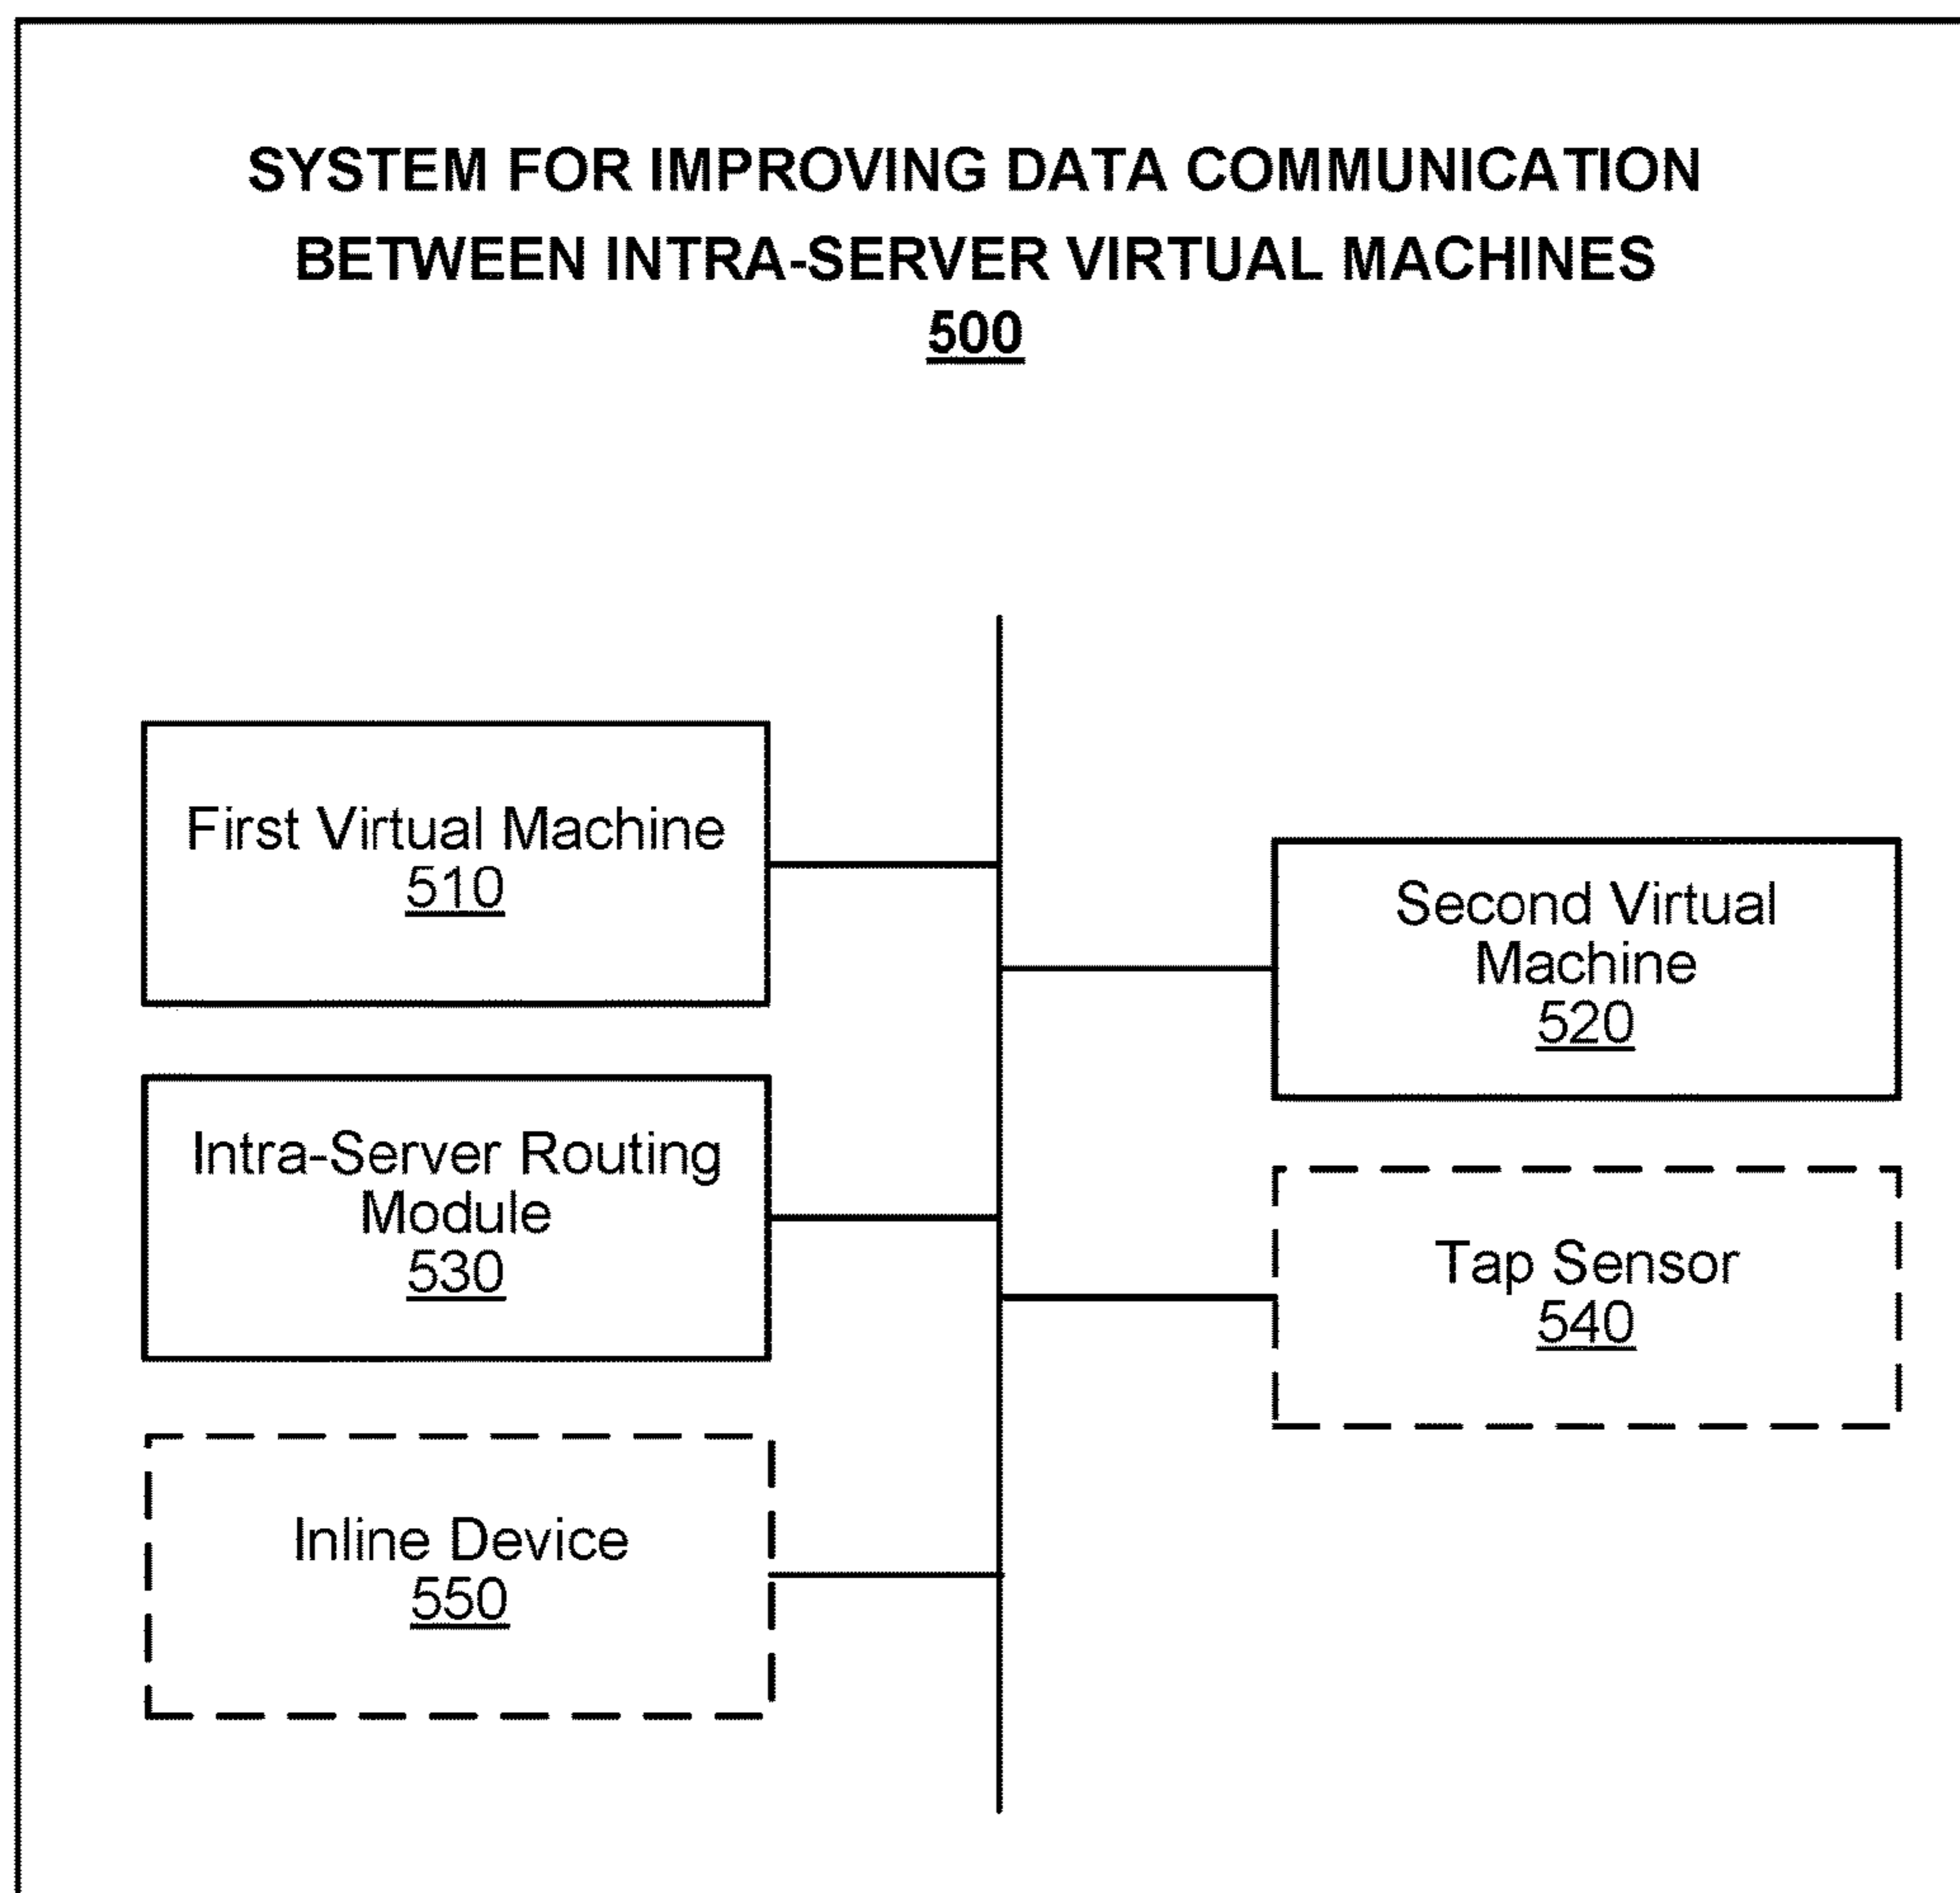 SYSTEM FOR IMPROVING DATA COMMUNICATION
BETWEEN INTRA-SERVER VIRTUAL MACHINES
500
First Virtual Machine
510
Second Virtual
Machine
520
Intra-Server Routing
Module
530
Tap Sensor
540
Inline Device
550